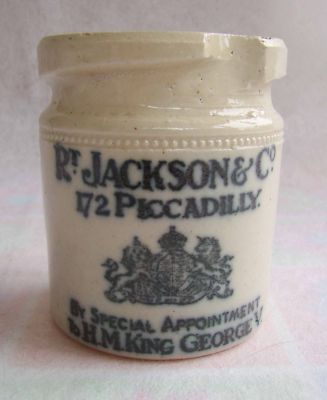 RT. JACKSON & CO
172 PICCADILLY.
BY SPECIAL APPOINTMENT
TO H.M. KING GEORGE V.